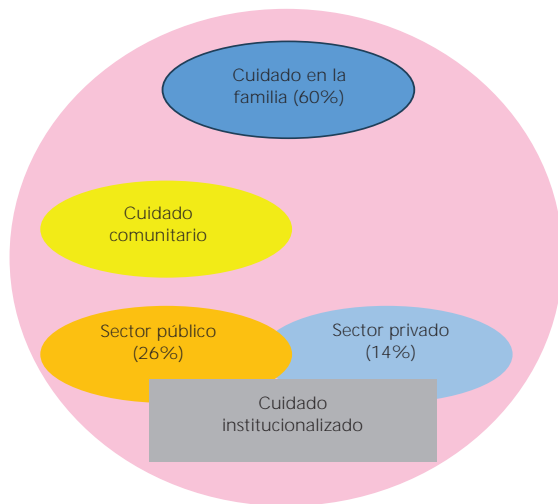 Cuidado en la
familia (60%)
Cuidado
comunitario
Sector público
(26%)
Sector privado
(14%)
Cuidado
institucionalizado